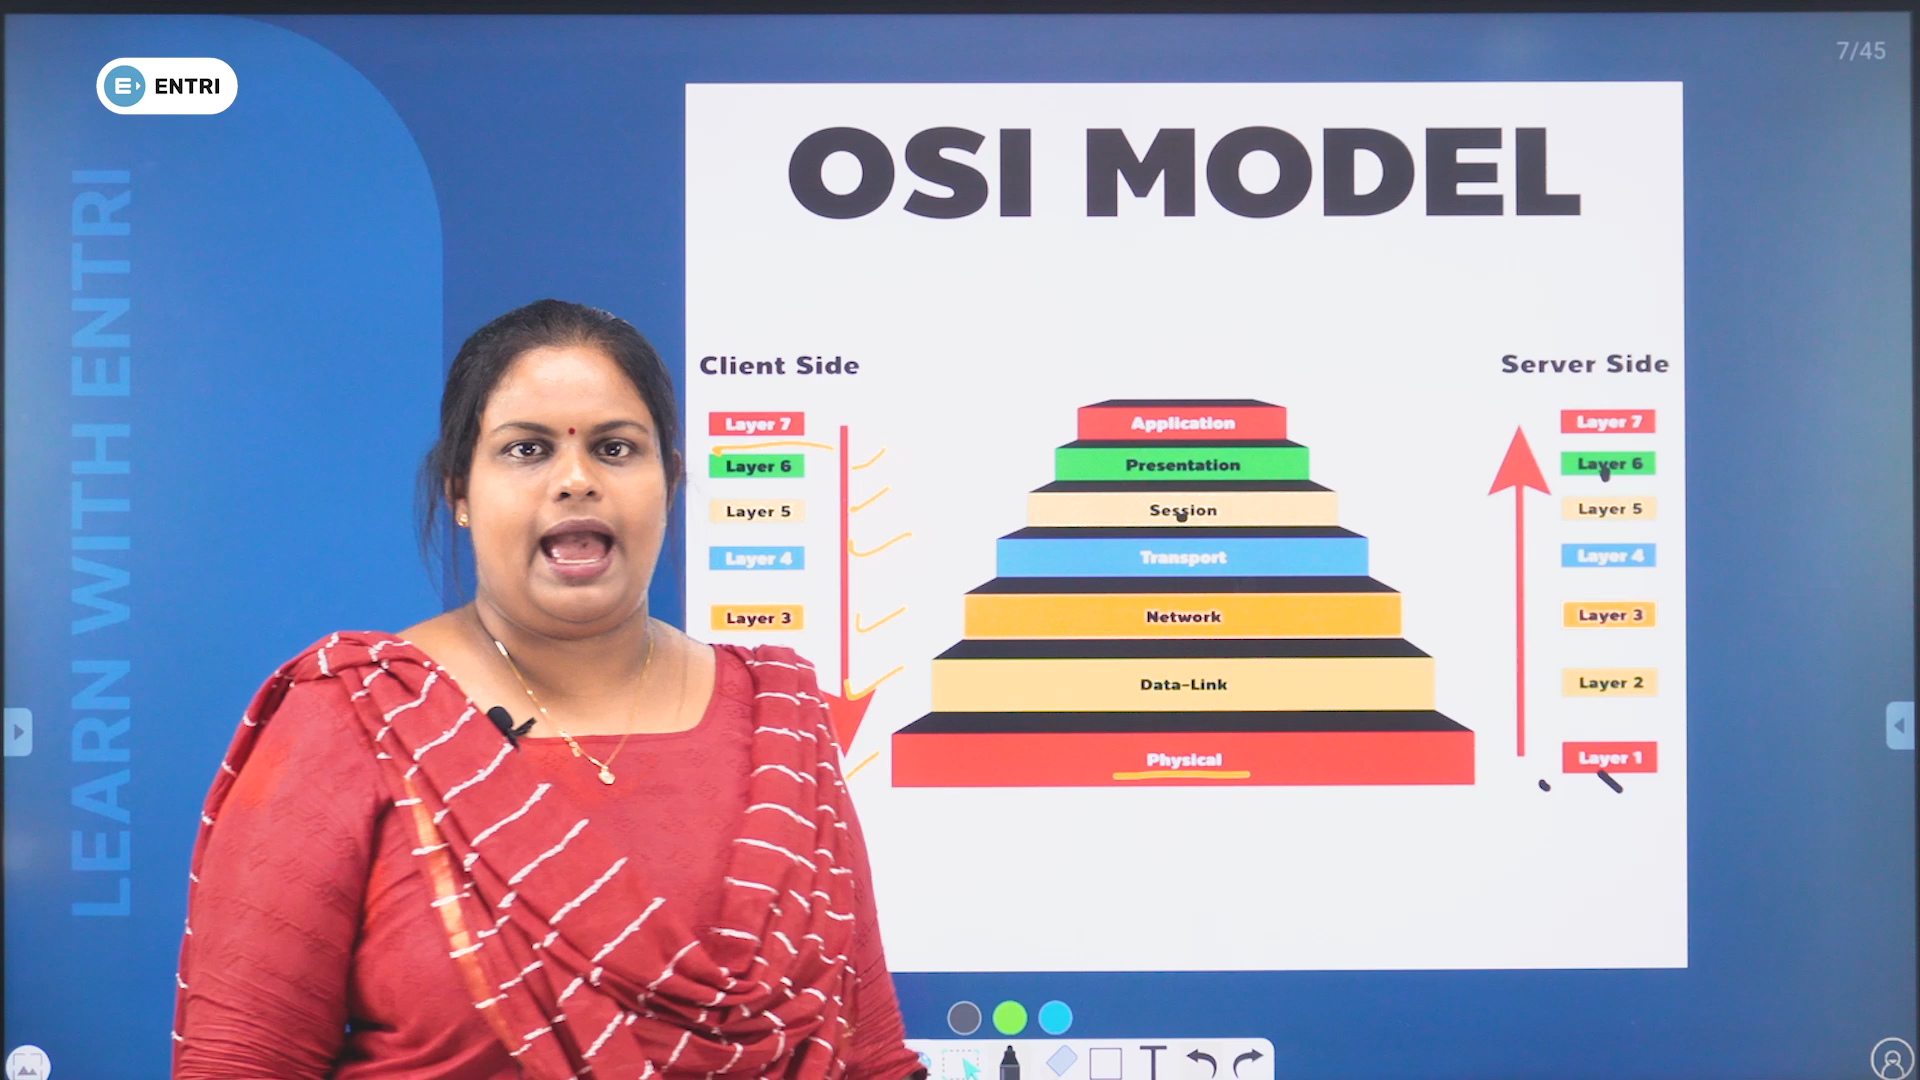 ENTRI
7/45
LEARN WITH ENTRI
OSI MODEL
Client Side
Server Side
Layer 7
Application
Layer 7
Layer 6
Presentation
Layer 6
Layer 5
Session
Layer 5
Layer 4
Transport
Layer 4
Layer 3
Network
Layer 3
Data-Link
Layer 2
Physical
Layer 1
T